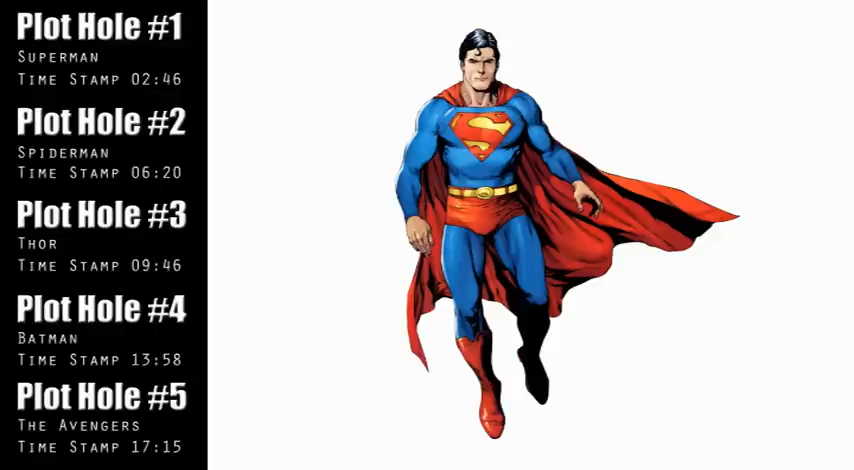 Plot Hole #1
Superman
Time Stamp 02:46
Plot Hole #2
Spiderman
Time Stamp 06:20
Plot Hole #3
Thor
Time Stamp 09:46
Plot Hole #4
Batman
Time Stamp 13:58
Plot Hole #5
The Avengers
Time Stamp 17:15
S